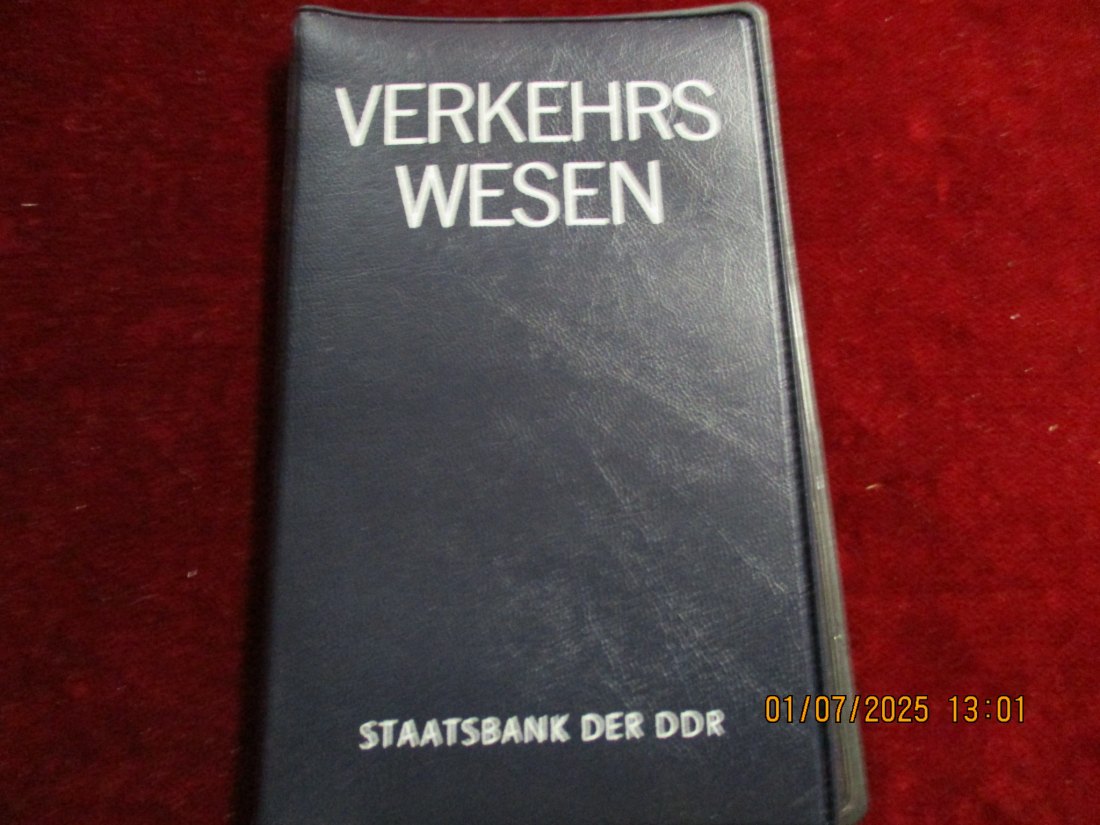 VERKEHRS
WESEN
STAATSBANK DER DDR
01/07/2025 13:01